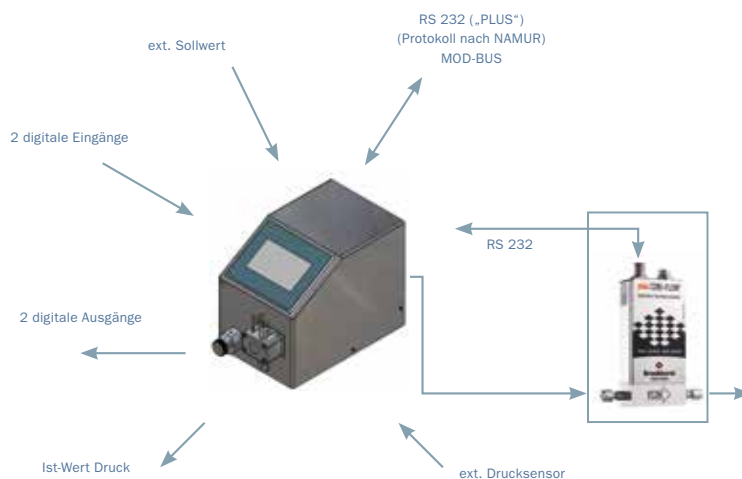 RS 232 („PLUS“)
(Protokoll nach NAMUR)
MOD-BUS
ext. Sollwert
2 digitale Eingänge
RS 232
2 digitale Ausgänge
Ist-Wert Druck
ext. Drucksensor